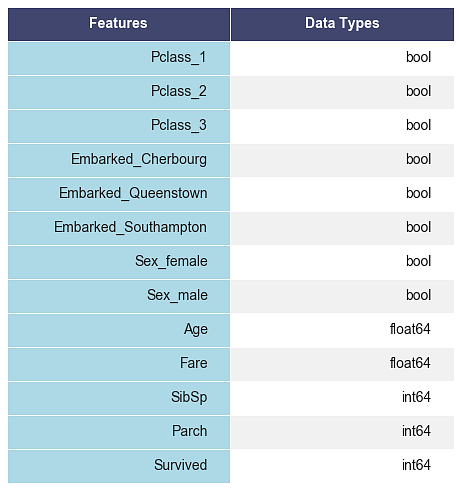 Features Data Types
Pclass_1 bool
Pclass_2 bool
Pclass_3 bool
Embarked_Cherbourg bool
Embarked_Queenstown bool
Embarked_Southampton bool
Sex_female bool
Sex_male bool
Age float64
Fare float64
SibSp int64
Parch int64
Survived int64